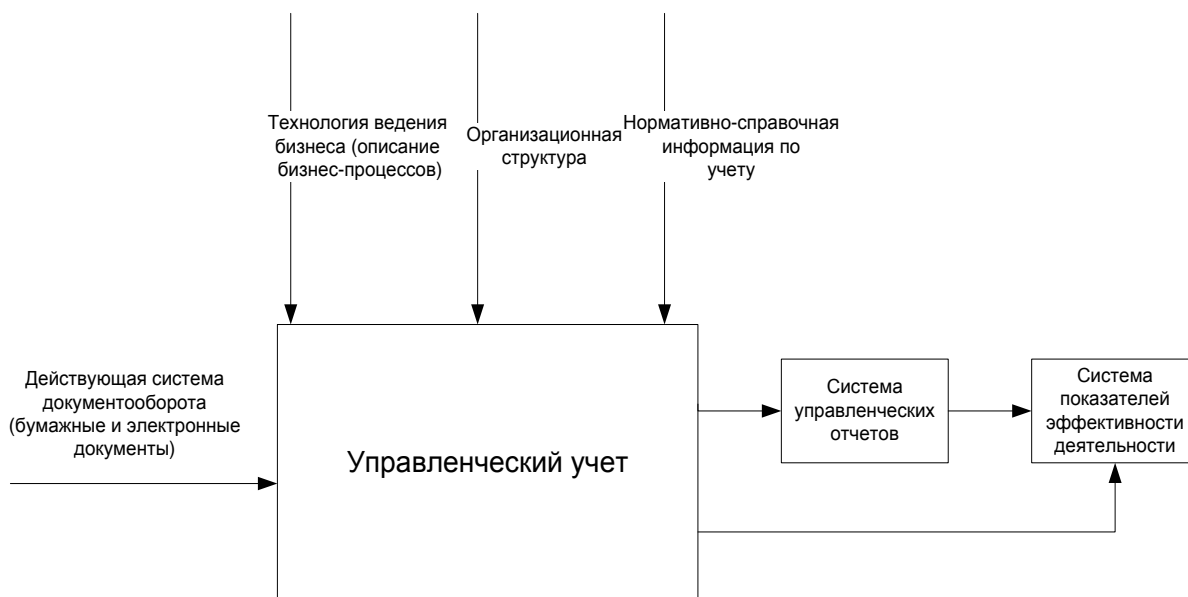 Технология ведения
бизнеса (описание
бизнес-процессов)
Организационная
структура
Нормативно-справочная
информация по
учету
Действующая система
документооборота
(бумажные и электронные
документы)
Управленческий учет
Система
управленческих
отчетов
Система
показателей
эффективности
деятельности